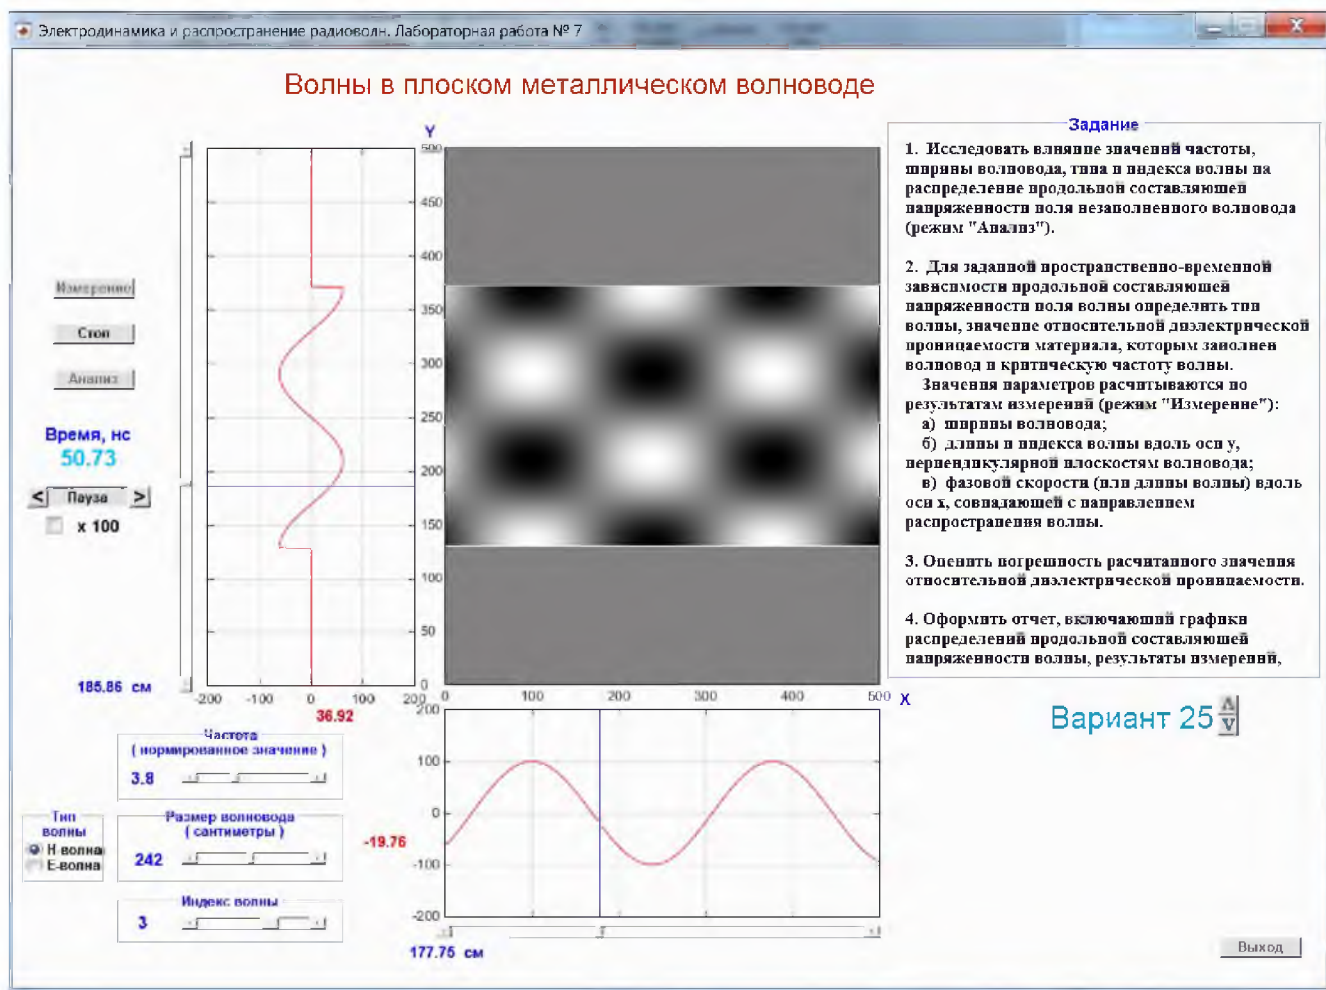 Электродинамика и распространение радиоволн. Лабораторная работа № 7
Волны в плоском металлическом волноводе
Измерение
Стоп
Анализ
Время, нс
50.73
< Пауза >
x 100
185.86 см
Y
500
450
400
350
300
250
200
150
100
50
0
-200 -100 0 100 200
36.92
0 100 200 300 400 500 X
200
100
0
-100
-200
-19.76
177.75 см
Частота
( нормированное значение )
3.8
Тип
волны
Н-волна
Е-волна
Размер волновода
( сантиметры )
242
Индекс волны
3
Задание
1. Исследовать влияние значений частоты,
ширины волновода, типа и индекса волны на
распределение продольной составляюшей
напряженности поля незаполненного волновода
(режим "Анализ").
2. Для заданной пространственно-временной
зависимости продольной составляюшей
напряженности поля волны определить тип
волны, значение относительной диэлектрической
проницаемости материала, которым заполнен
волновод и критическую частоту волны.
Значения параметров расчитываются по
результатам измерений (режим "Измерение"):
а) ширины волновода;
б) длины и индекса волны вдоль оси y,
перпендикулярной плоскостям волновода;
в) фазовой скорости (или длины волны) вдоль
оси x, совпадаюшей с направлением
распространения волны.
3. Оценить погрешность расчитанного значения
относительной диэлектрической проницаемости.
4. Оформить отчет, включаюший графики
распределений продольной составляюшей
напряженности волны, результаты измерений,
Вариант 25
Λ
V
Выход